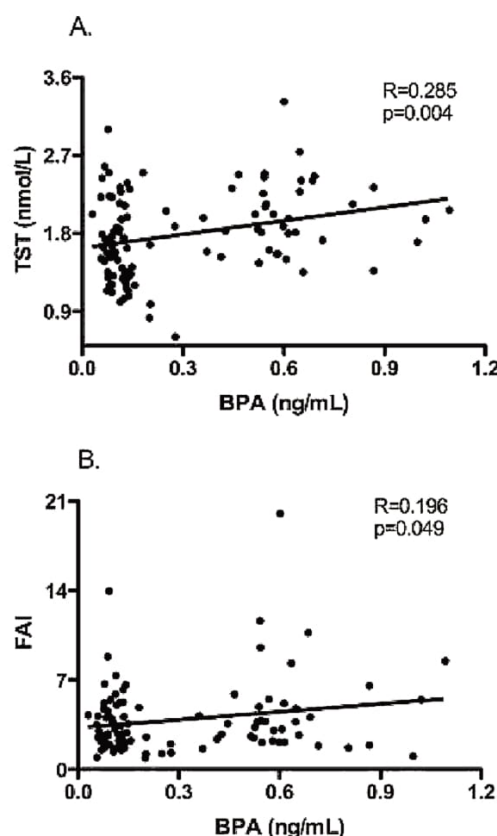 A.
3.6
R=0.285
p=0.004
2.7
TST (nmol/L)
1.8
0.9
0.0 0.3 0.6 0.9 1.2
BPA (ng/mL)
B.
21
R=0.196
p=0.049
14
FAI
7
0
0.0 0.3 0.6 0.9 1.2
BPA (ng/mL)